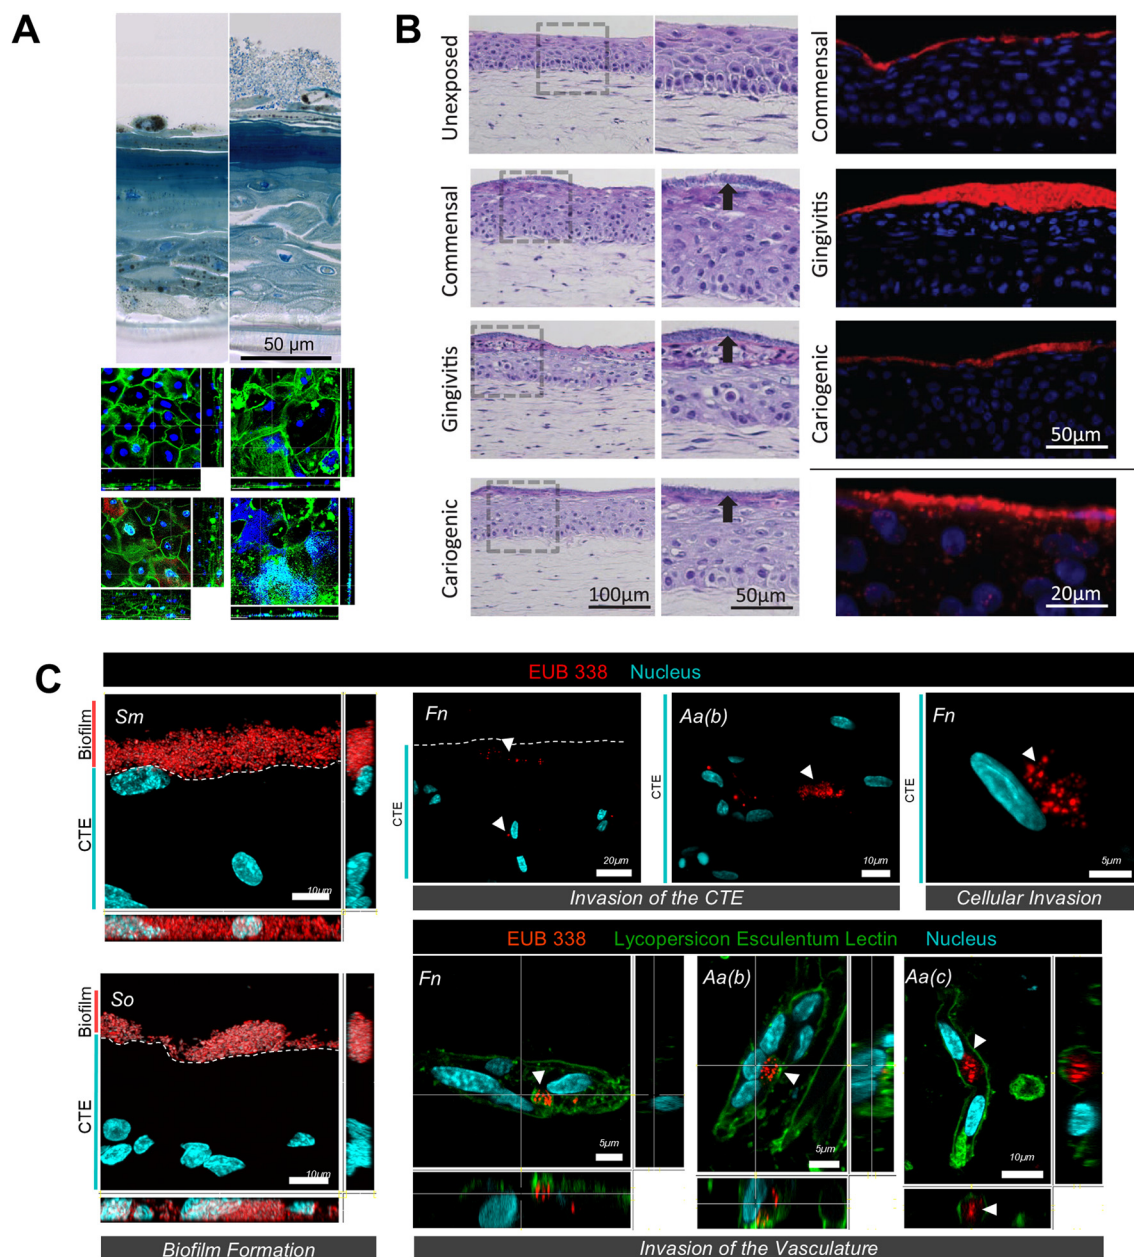 A
50 µm
B
Unexposed
Commensal
Gingivitis
Cariogenic
100µm
50µm
Commensal
Gingivitis
Cariogenic
50µm
20µm
C
EUB 338 Nucleus
Biofilm
CTE
Sm
10µm
Biofilm
CTE
So
10µm
Biofilm Formation
CTE
Fn
20µm
CTE
Aa(b)
10µm
Invasion of the CTE
CTE
Fn
5µm
Cellular Invasion
EUB 338 Lycopersicon Esculentum Lectin Nucleus
Fn
5µm
Aa(b)
5µm
Aa(c)
10µm
Invasion of the Vasculature